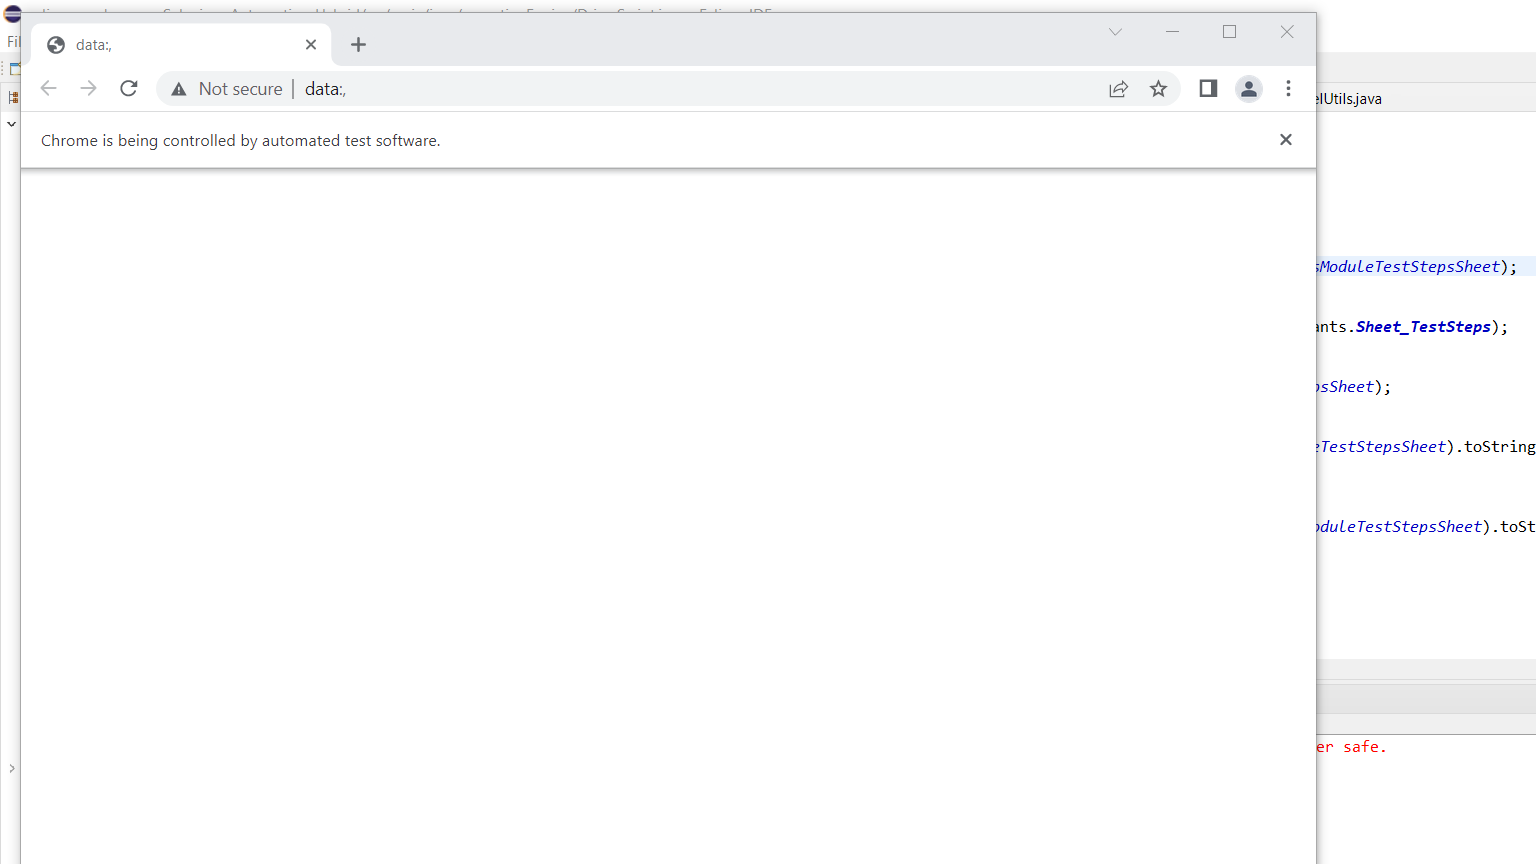 Fil
data:,
Not secure | data:,
elUtils.java
Chrome is being controlled by automated test software.
sModuleTestStepsSheet);
ants.Sheet_TestSteps);
psSheet);
eTestStepsSheet).toString
oduleTestStepsSheet).toSt
er safe.